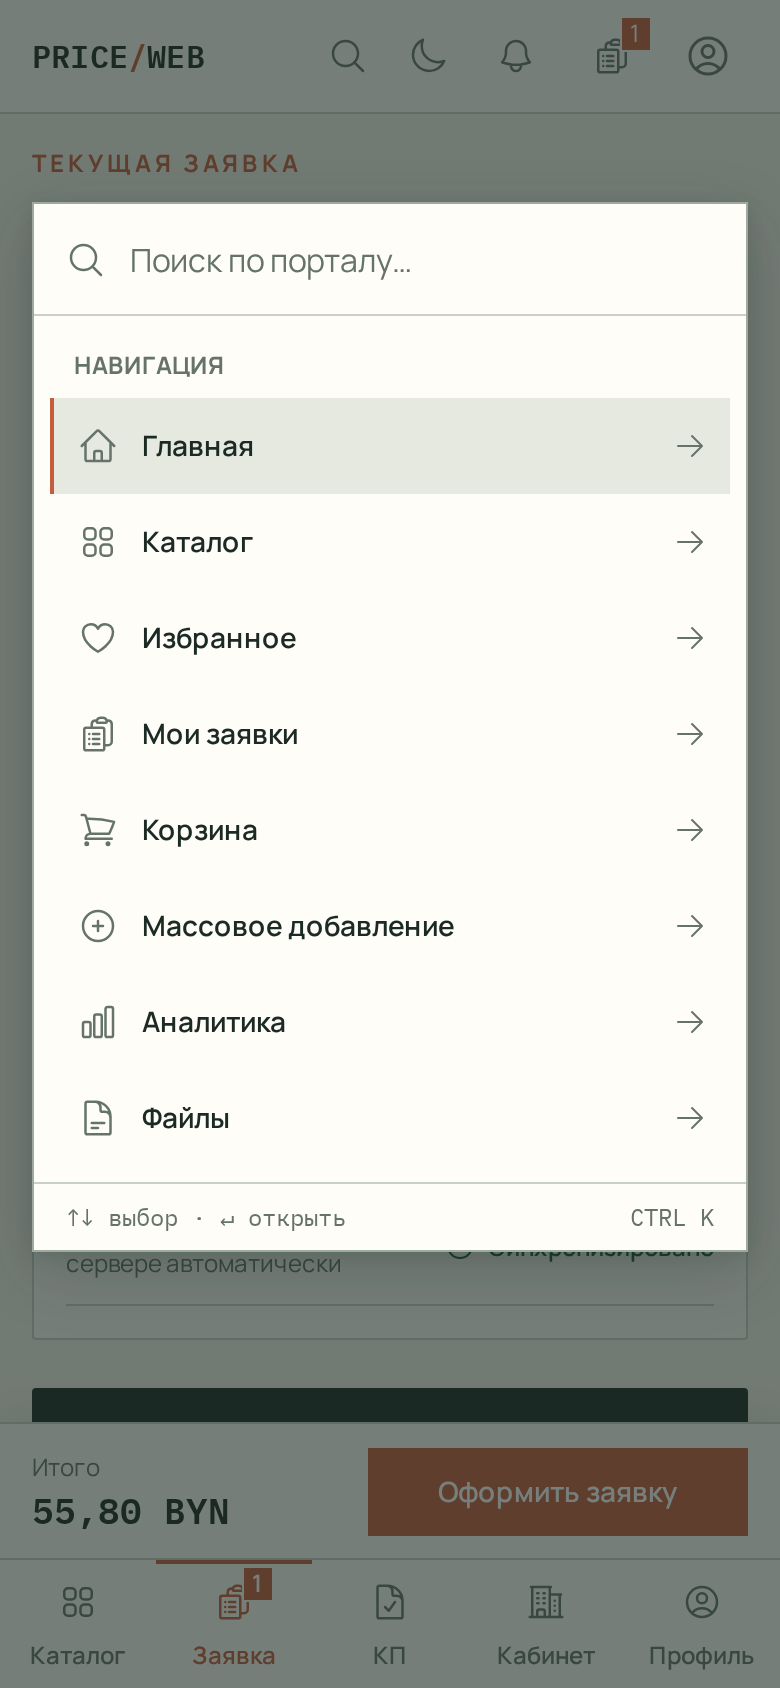 PRICE/WEB
1
ТЕКУЩАЯ ЗАЯВКА
Поиск по порталу...
НАВИГАЦИЯ
Главная
Каталог
Избранное
Мои заявки
Корзина
Массовое добавление
Аналитика
Файлы
↑↓ выбор · ↵ открыть
CTRL K
Синхронизировано
сервере автоматически
Итого
55,80 BYN
Оформить заявку
1
Каталог
Заявка
КП
Кабинет
Профиль